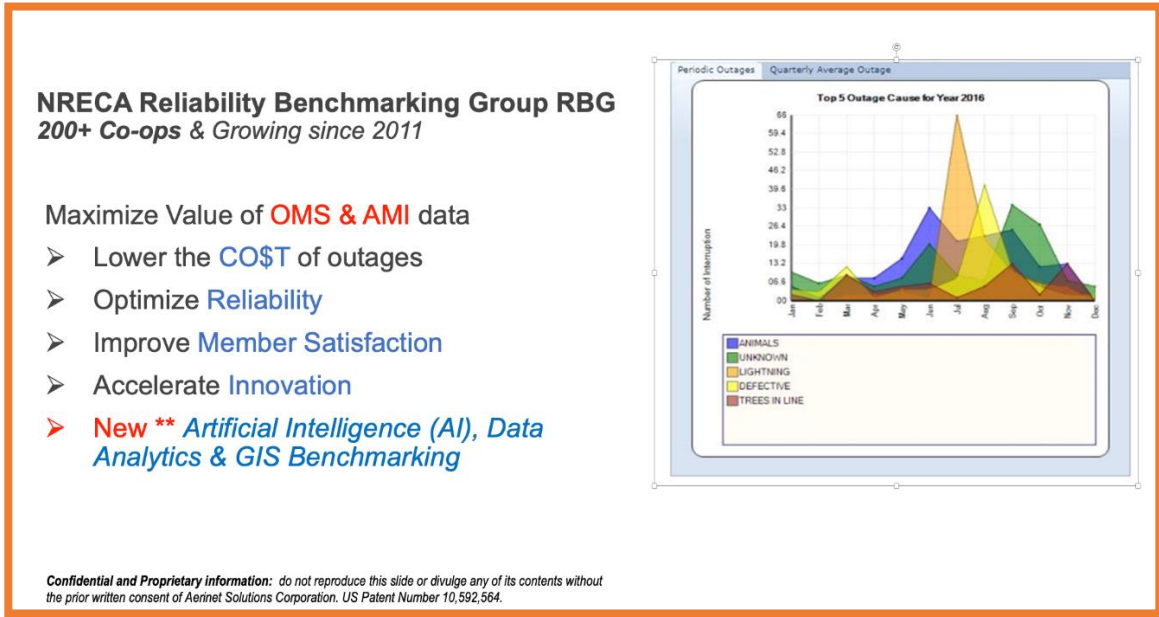 NRECA Reliability Benchmarking Group RBG
200+ Co-ops & Growing since 2011
Maximize Value of OMS & AMI data
➢ Lower the CO$T of outages
➢ Optimize Reliability
➢ Improve Member Satisfaction
➢ Accelerate Innovation
➢ New ** Artificial Intelligence (AI), Data
Analytics & GIS Benchmarking
Confidential and Proprietary information: do not reproduce this slide or divulge any of its contents without
the prior written consent of Aerinet Solutions Corporation. US Patent Number 10,592,564.
Periodic Outages Quarterly Average Outage
Top 5 Outage Cause for Year 2016
Number of Interruption
66
59.4
52.8
46.2
39.6
33
26.4
19.8
13.2
06.6
00
Jan Feb Mar Apr May Jun Jul Aug Sep Oct Nov Dec
ANIMALS
UNKNOWN
LIGHTNING
DEFECTIVE
TREES IN LINE